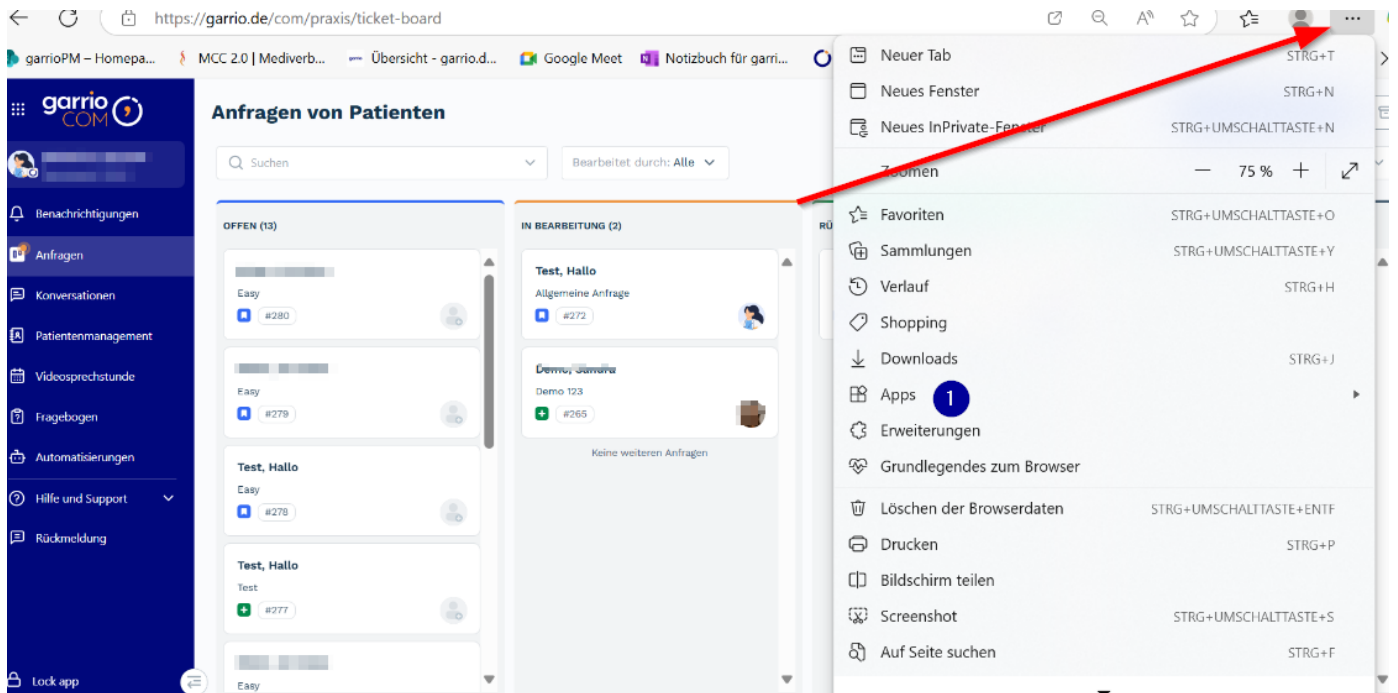 https://garrio.de/com/praxis/ticket-board
garrioPM – Homepa...
MCC 2.0 | Mediverb...
Übersicht - garrio.d...
Google Meet
Notizbuch für garri...
garrio
COM
Benachrichtigungen
Anfragen
Konversationen
Patientenmanagement
Videosprechstunde
Fragebogen
Automatisierungen
Hilfe und Support
Rückmeldung
Lock app
Anfragen von Patienten
Suchen
Bearbeitet durch: Alle
OFFEN (13)
Easy
#280
Easy
#279
Test, Hallo
Easy
#278
Test, Hallo
Test
#277
Easy
IN BEARBEITUNG (2)
Test, Hallo
Allgemeine Anfrage
#272
Demo, Sandra
Demo 123
#265
Keine weiteren Anfragen
RÜ
Neuer Tab STRG+T
Neues Fenster STRG+N
Neues InPrivate-Fenster STRG+UMSCHALTTASTE+N
Zoomen 75 %
Favoriten STRG+UMSCHALTTASTE+O
Sammlungen STRG+UMSCHALTTASTE+Y
Verlauf STRG+H
Shopping
Downloads STRG+J
Apps 1
Erweiterungen
Grundlegendes zum Browser
Löschen der Browserdaten STRG+UMSCHALTTASTE+ENTF
Drucken STRG+P
Bildschirm teilen
Screenshot STRG+UMSCHALTTASTE+S
Auf Seite suchen STRG+F